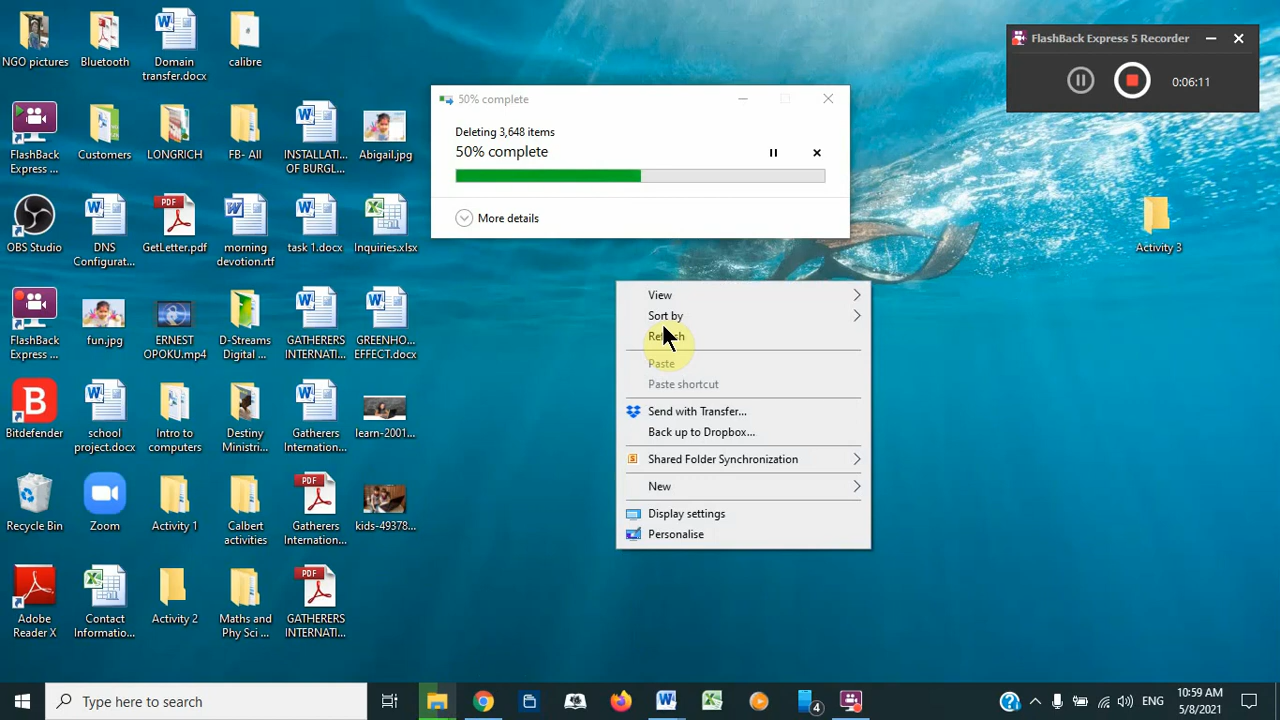 NGO pictures
Bluetooth
Domain
transfer.docx
calibre
FlashBack
Express ...
Customers
LONGRICH
FB- All
INSTALLATI...
OF BURGL...
Abigail.jpg
OBS Studio
DNS
Configurat...
GetLetter.pdf
morning
devotion.rtf
task 1.docx
Inquiries.xlsx
FlashBack
Express ...
fun.jpg
ERNEST
OPOKU.mp4
D-Streams
Digital ...
GATHERERS
INTERNATI...
GREENHO...
EFFECT.docx
Bitdefender
school
project.docx
Intro to
computers
Destiny
Ministri...
Gatherers
Internation...
learn-2001...
Recycle Bin
Zoom
Activity 1
Calbert
activities
Gatherers
Internation...
kids-49378...
Adobe
Reader X
Contact
Informatio...
Activity 2
Maths and
Phy Sci ...
GATHERERS
INTERNATI...
50% complete
Deleting 3,648 items
50% complete
More details
FlashBack Express 5 Recorder
0:06:11
Activity 3
View
Sort by
Refresh
Paste
Paste shortcut
Send with Transfer...
Back up to Dropbox...
Shared Folder Synchronization
New
Display settings
Personalise
Type here to search
4
ENG
10:59 AM
5/8/2021